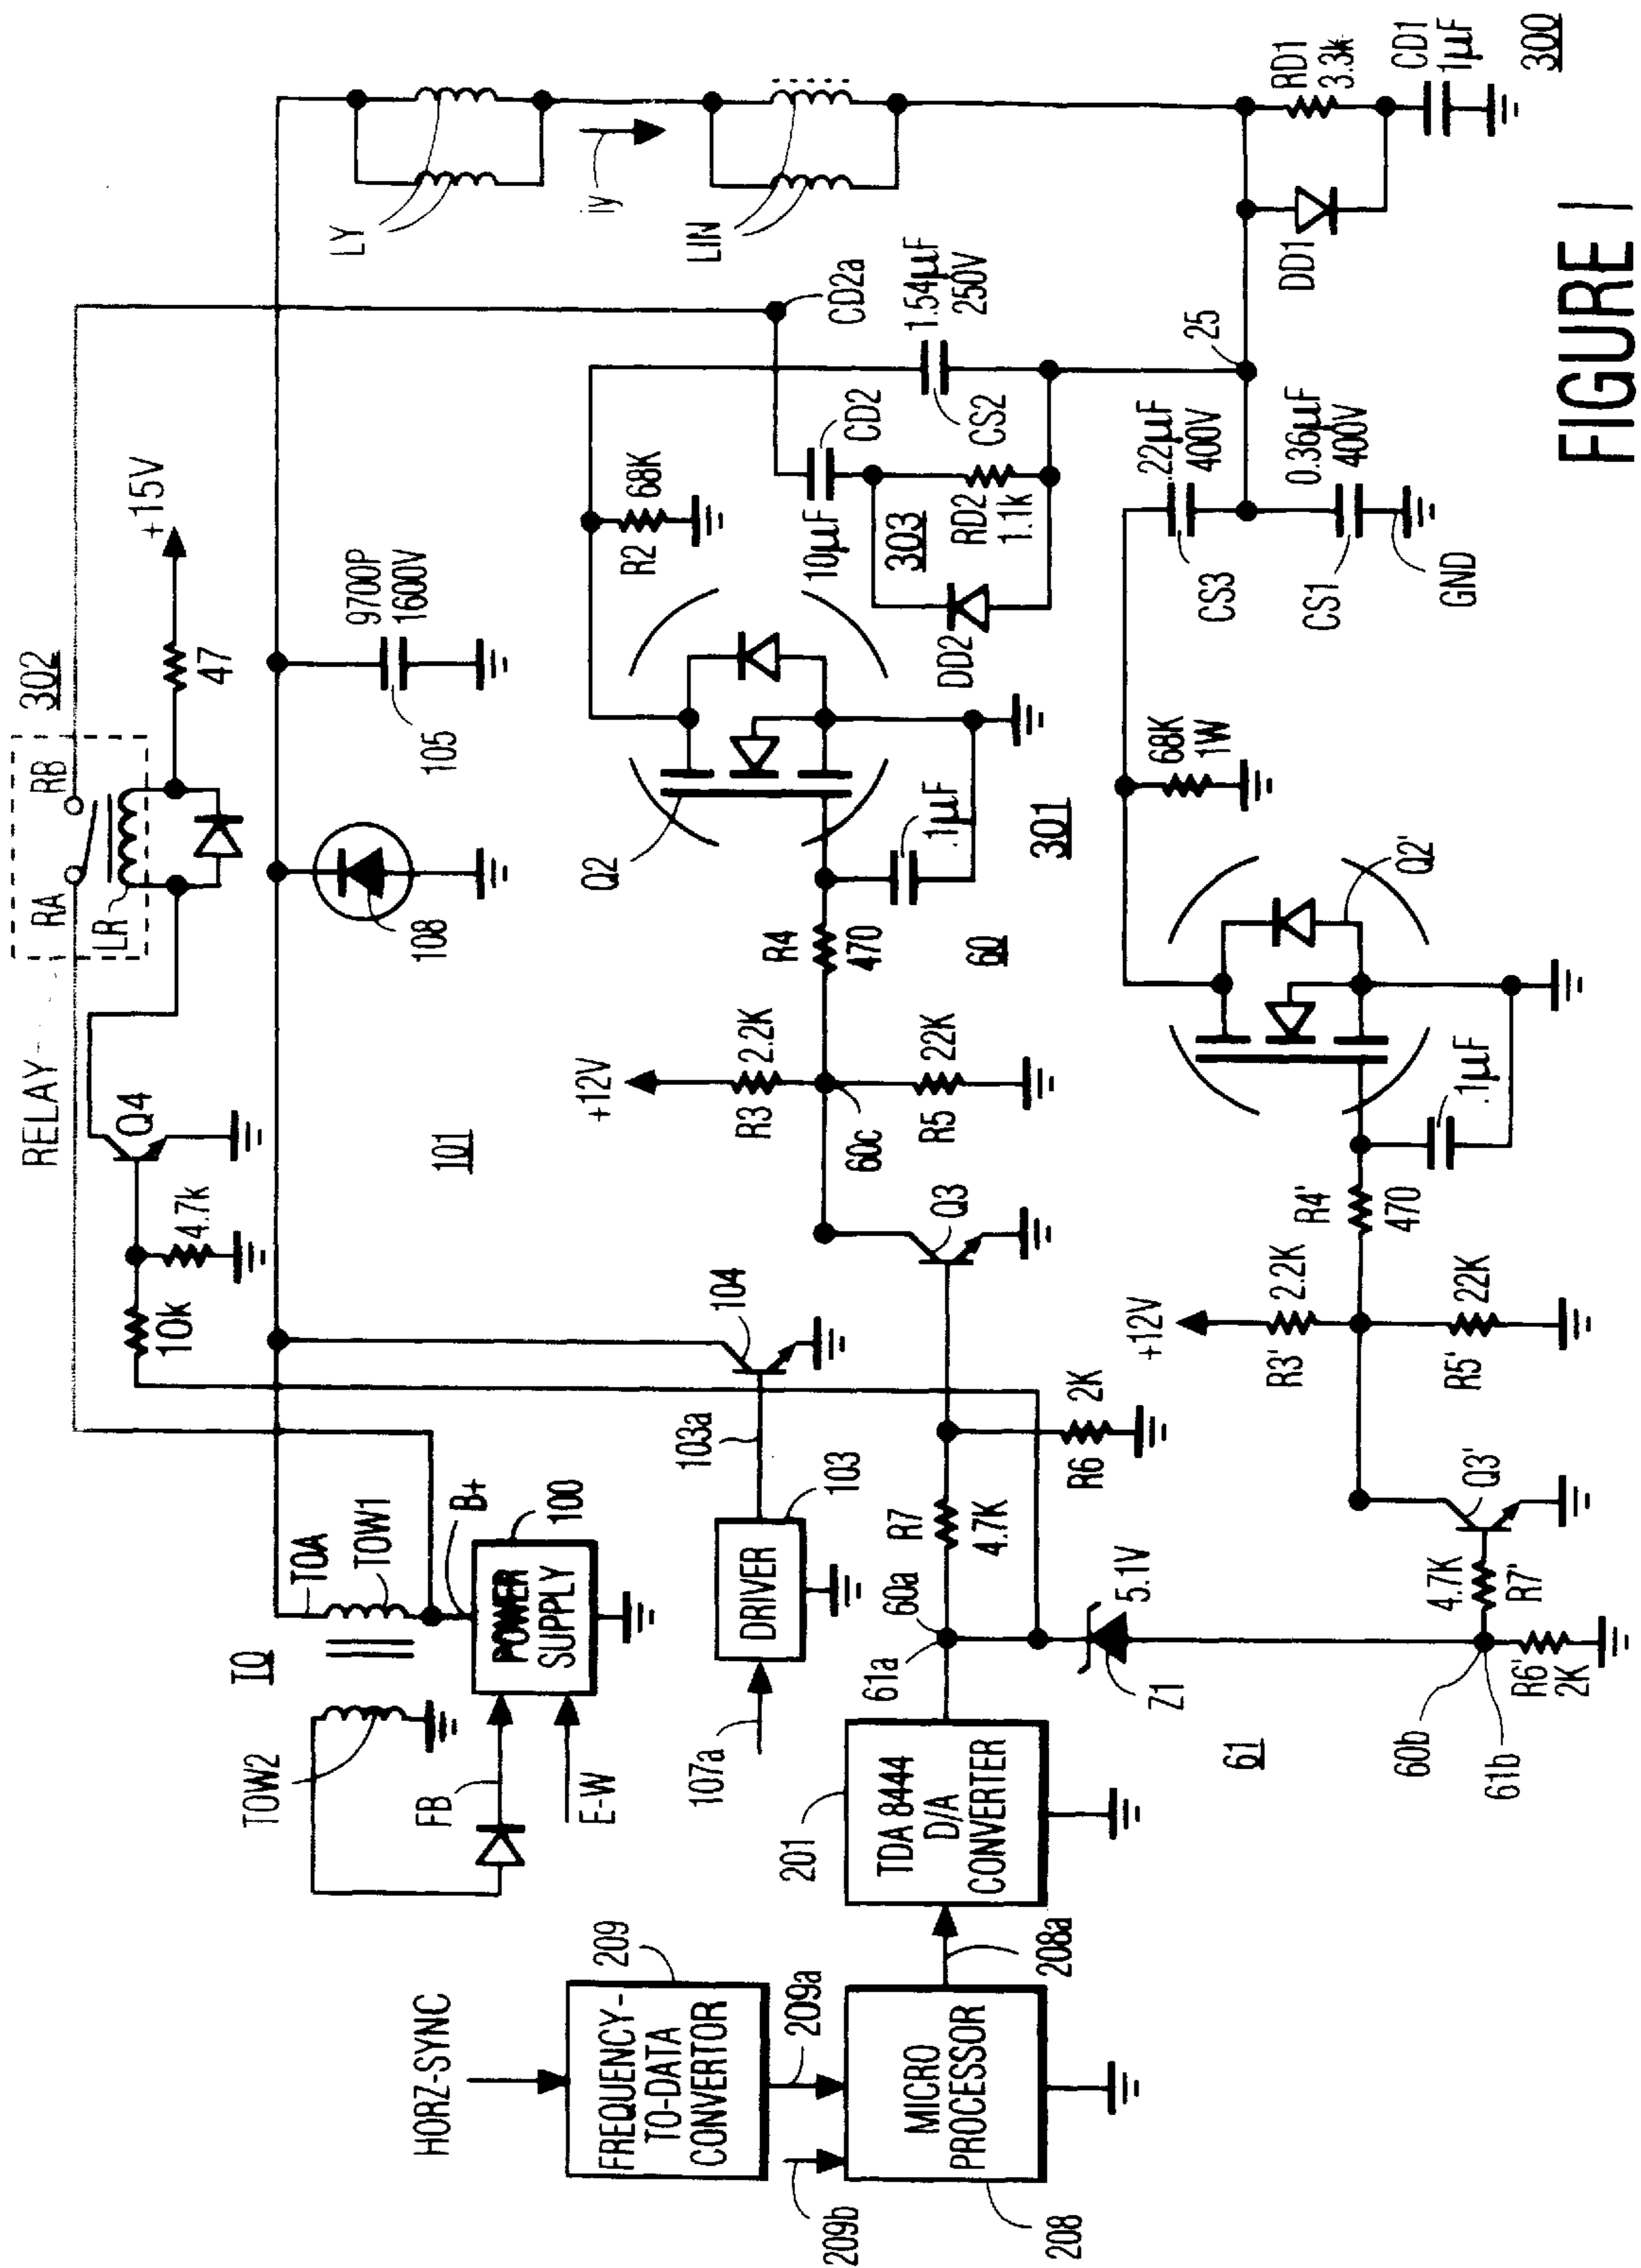 RELAY
302
RA
RB
LR
+15V
47
Q4
10k
4.7k
101
108
105
9700P
1600V
LY
iy
LIN
CD2a
T0
T0A
T0W1
T0W2
B+
100
POWER
SUPPLY
FB
E-W
103a
104
103
DRIVER
107a
+12V
R3
2.2K
60c
R5
22K
R4
470
60
Q2
.1µF
301
R2
68K
10µF
CD2
303
RD2
1.1k
DD2
CS2
1.54µF
250V
25
.22µF
400V
CS3
0.36µF
400V
CS1
GND
DD1
RD1
3.3k
CD1
1µF
300
Q3
R7
4.7K
R6
2K
60a
61a
5.1V
Z1
61
201
TDA 8444
D/A
CONVERTER
208a
HORZ-SYNC
209
FREQUENCY-
TO-DATA
CONVERTOR
209a
209b
MICRO
PROCESSOR
208
+12V
R3'
2.2K
R5'
22K
R4'
470
.1µF
Q2'
68K
1W
Q3'
4.7K
R7'
R6'
2K
60b
61b
FIGURE 1